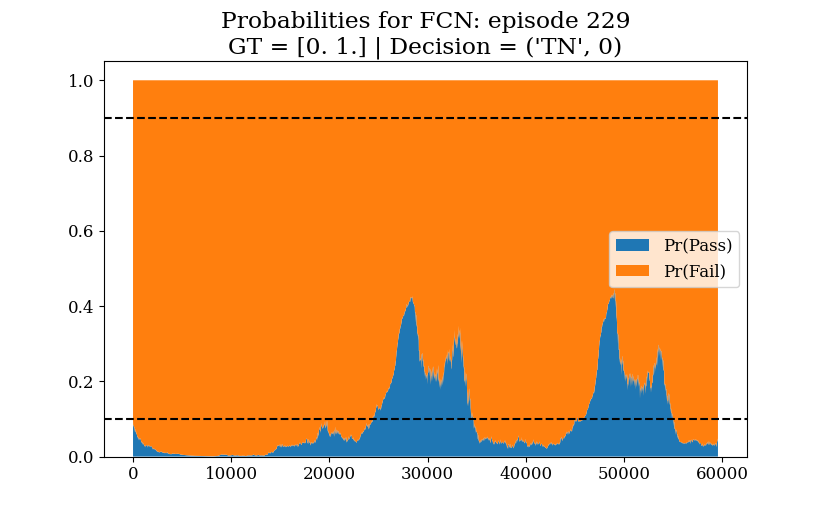 Probabilities for FCN: episode 229
GT = [0. 1.] | Decision = ('TN', 0)
1.0
0.8
0.6
0.4
0.2
0.0
Pr(Pass)
Pr(Fail)
0 10000 20000 30000 40000 50000 60000